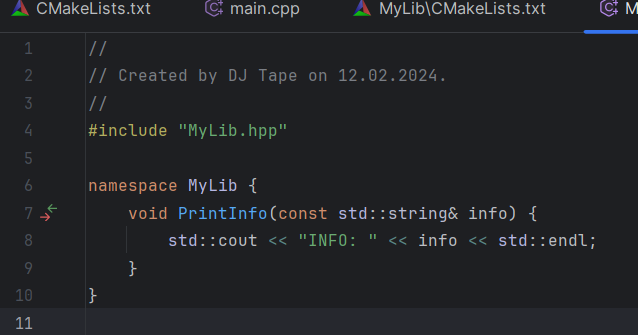 CMakeLists.txt main.cpp MyLib\CMakeLists.txt M
1 //
2 // Created by DJ Tape on 12.02.2024.
3 //
4 #include "MyLib.hpp"
5
6 namespace MyLib {
7 void PrintInfo(const std::string& info) {
8 std::cout << "INFO: " << info << std::endl;
9 }
10 }
11